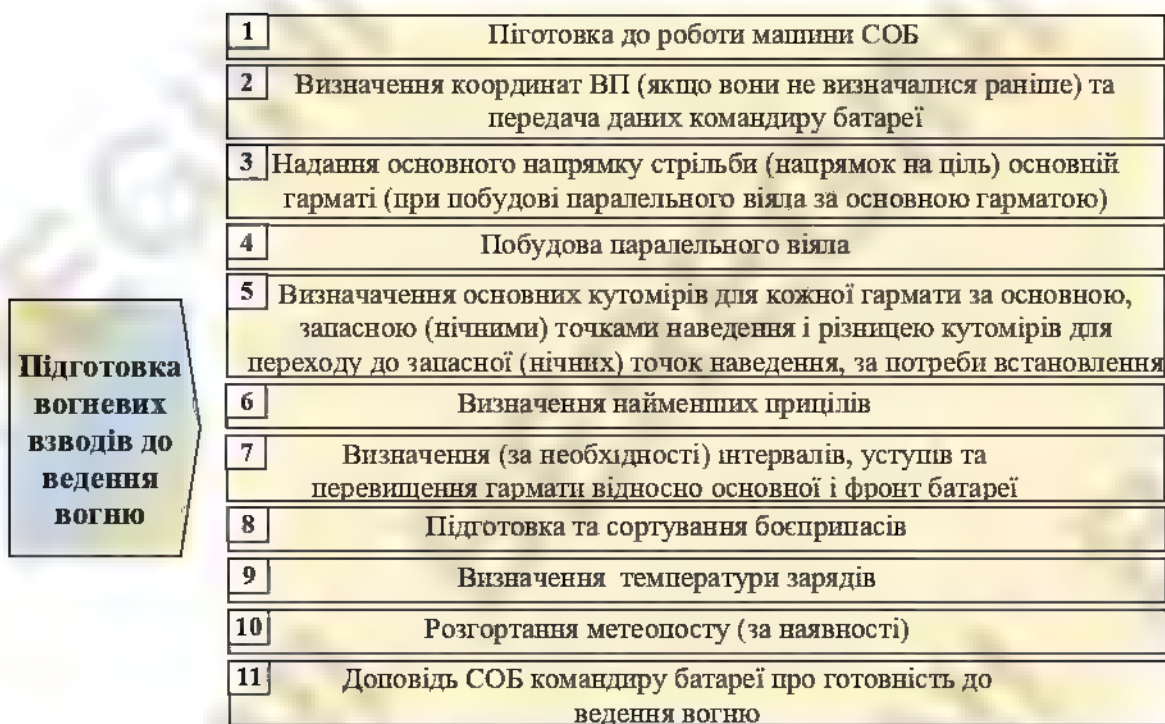 1 Піготовка до роботи машини СОБ
2 Визначення координат ВП (якщо вони не визначалися раніше) та
передача даних командиру батареї
3 Надання основного напрямку стрільби (напрямок на ціль) основній
гарматі (при побудові паралельного віяла за основною гарматою)
4 Побудова паралельного віяла
5 Визначачення основних кутомірів для кожної гармати за основною,
запасною (нічними) точками наведення і різницею кутомірів для
переходу до запасної (нічних) точок наведення, за потреби встановлення
6 Визначення найменших прицілів
7 Визначення (за необхідності) інтервалів, уступів та
перевищення гармати відносно основної і фронт батареї
8 Підготовка та сортування боєприпасів
9 Визначення температури зарядів
10 Розгортання метеопосту (за наявності)
11 Доповідь СОБ командиру батареї про готовність до
ведення вогню
Підготовка
вогневих
взводів до
ведення
вогню